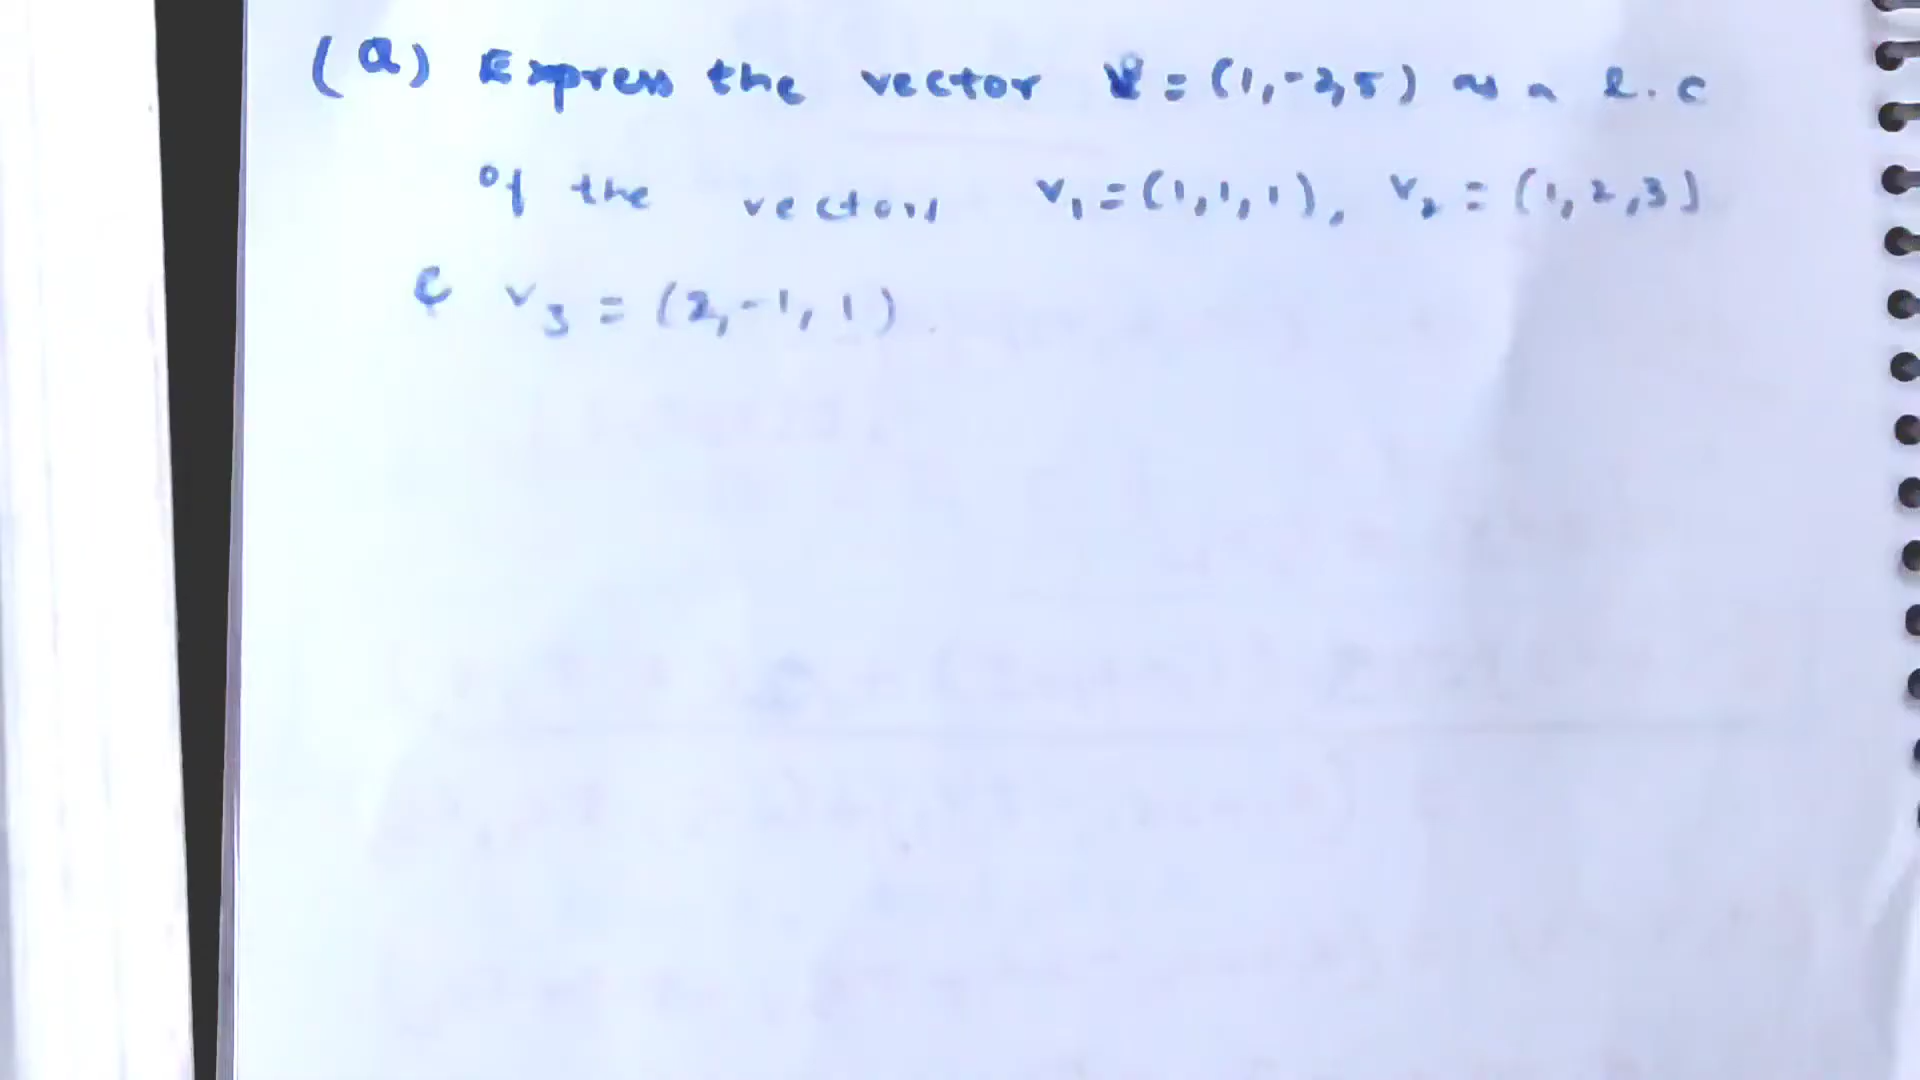 (Q) Express the vector V = (1,-2,5) as a l.c
of the vectors v₁ = (1,1,1), v₂ = (1,2,3)
& v₃ = (2,-1,1).